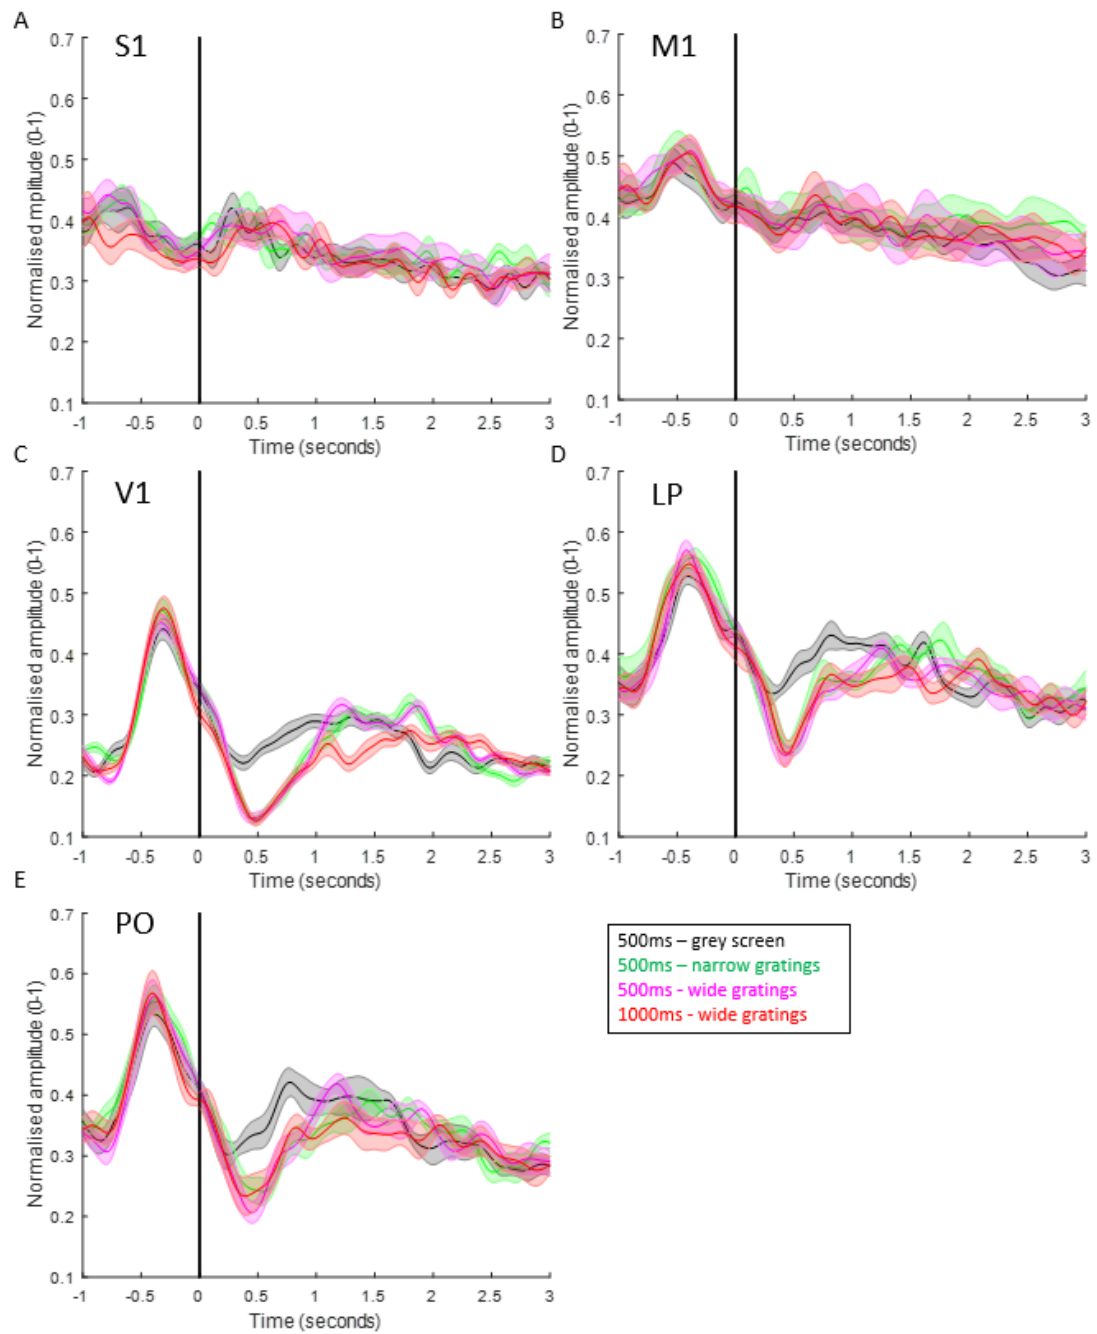 A
S1
0.7
0.6
0.5
0.4
0.3
0.2
0.1
Normalised mplitude (0-1)
-1 -0.5 0 0.5 1 1.5 2 2.5 3
Time (seconds)
B
M1
0.7
0.6
0.5
0.4
0.3
0.2
0.1
Normalised amplitude (0-1)
-1 -0.5 0 0.5 1 1.5 2 2.5 3
Time (seconds)
C
V1
0.7
0.6
0.5
0.4
0.3
0.2
0.1
Normalised amplitude (0-1)
-1 -0.5 0 0.5 1 1.5 2 2.5 3
Time (seconds)
D
LP
0.7
0.6
0.5
0.4
0.3
0.2
0.1
Normalised amplitude (0-1)
-1 -0.5 0 0.5 1 1.5 2 2.5 3
Time (seconds)
E
PO
0.7
0.6
0.5
0.4
0.3
0.2
0.1
Normalised amplitude (0-1)
-1 -0.5 0 0.5 1 1.5 2 2.5 3
Time (seconds)
500ms – grey screen
500ms – narrow gratings
500ms - wide gratings
1000ms - wide gratings